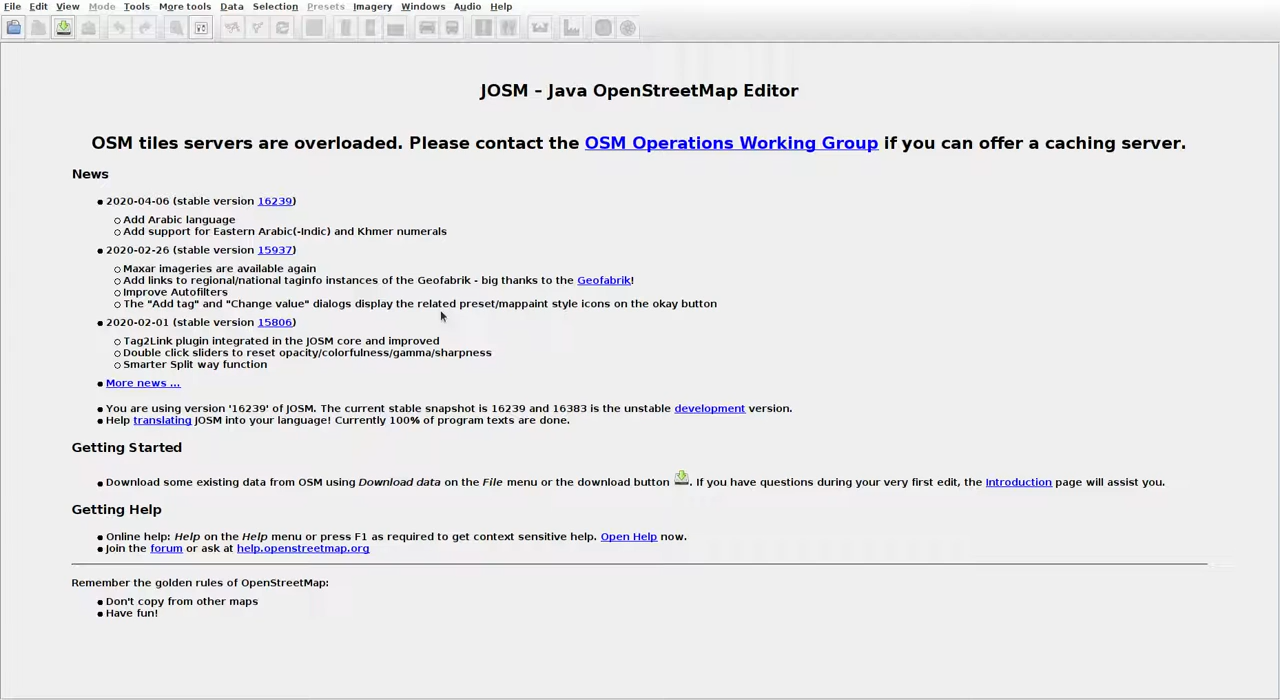 File Edit View Mode Tools More tools Data Selection Presets Imagery Windows Audio Help
JOSM – Java OpenStreetMap Editor
OSM tiles servers are overloaded. Please contact the OSM Operations Working Group if you can offer a caching server.
News
2020-04-06 (stable version 16239)
Add Arabic language
Add support for Eastern Arabic(-Indic) and Khmer numerals
2020-02-26 (stable version 15937)
Maxar imageries are available again
Add links to regional/national taginfo instances of the Geofabrik - big thanks to the Geofabrik!
Improve Autofilters
The "Add tag" and "Change value" dialogs display the related preset/mappaint style icons on the okay button
2020-02-01 (stable version 15806)
Tag2Link plugin integrated in the JOSM core and improved
Double click sliders to reset opacity/colorfulness/gamma/sharpness
Smarter Split way function
More news ...
You are using version '16239' of JOSM. The current stable snapshot is 16239 and 16383 is the unstable development version.
Help translating JOSM into your language! Currently 100% of program texts are done.
Getting Started
Download some existing data from OSM using Download data on the File menu or the download button . If you have questions during your very first edit, the Introduction page will assist you.
Getting Help
Online help: Help on the Help menu or press F1 as required to get context sensitive help. Open Help now.
Join the forum or ask at help.openstreetmap.org
Remember the golden rules of OpenStreetMap:
Don't copy from other maps
Have fun!